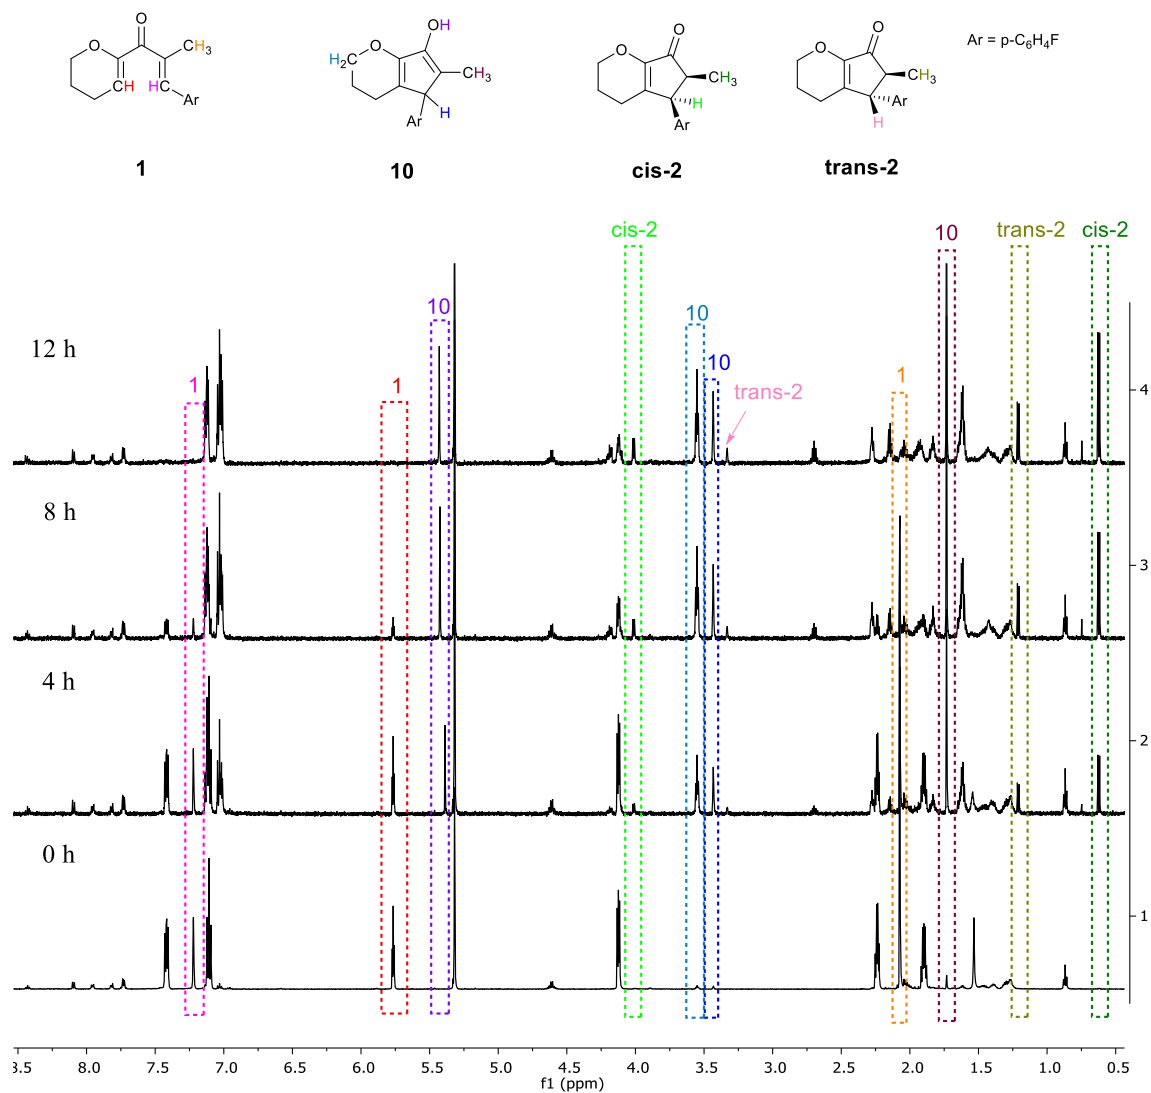 O
O
CH3
H
HC
Ar
1
OH
O
H2C
CH3
H
Ar
10
O
O
CH3
H
Ar
cis-2
O
O
CH3
Ar
H
trans-2
Ar = p-C6H4F
cis-2
10
trans-2
cis-2
10
10
10
trans-2
1
1
1
12 h
8 h
4 h
0 h
4
3
2
1
3.5
8.0
7.5
7.0
6.5
6.0
5.5
5.0
4.5
4.0
3.5
3.0
2.5
2.0
1.5
1.0
0.5
f1 (ppm)